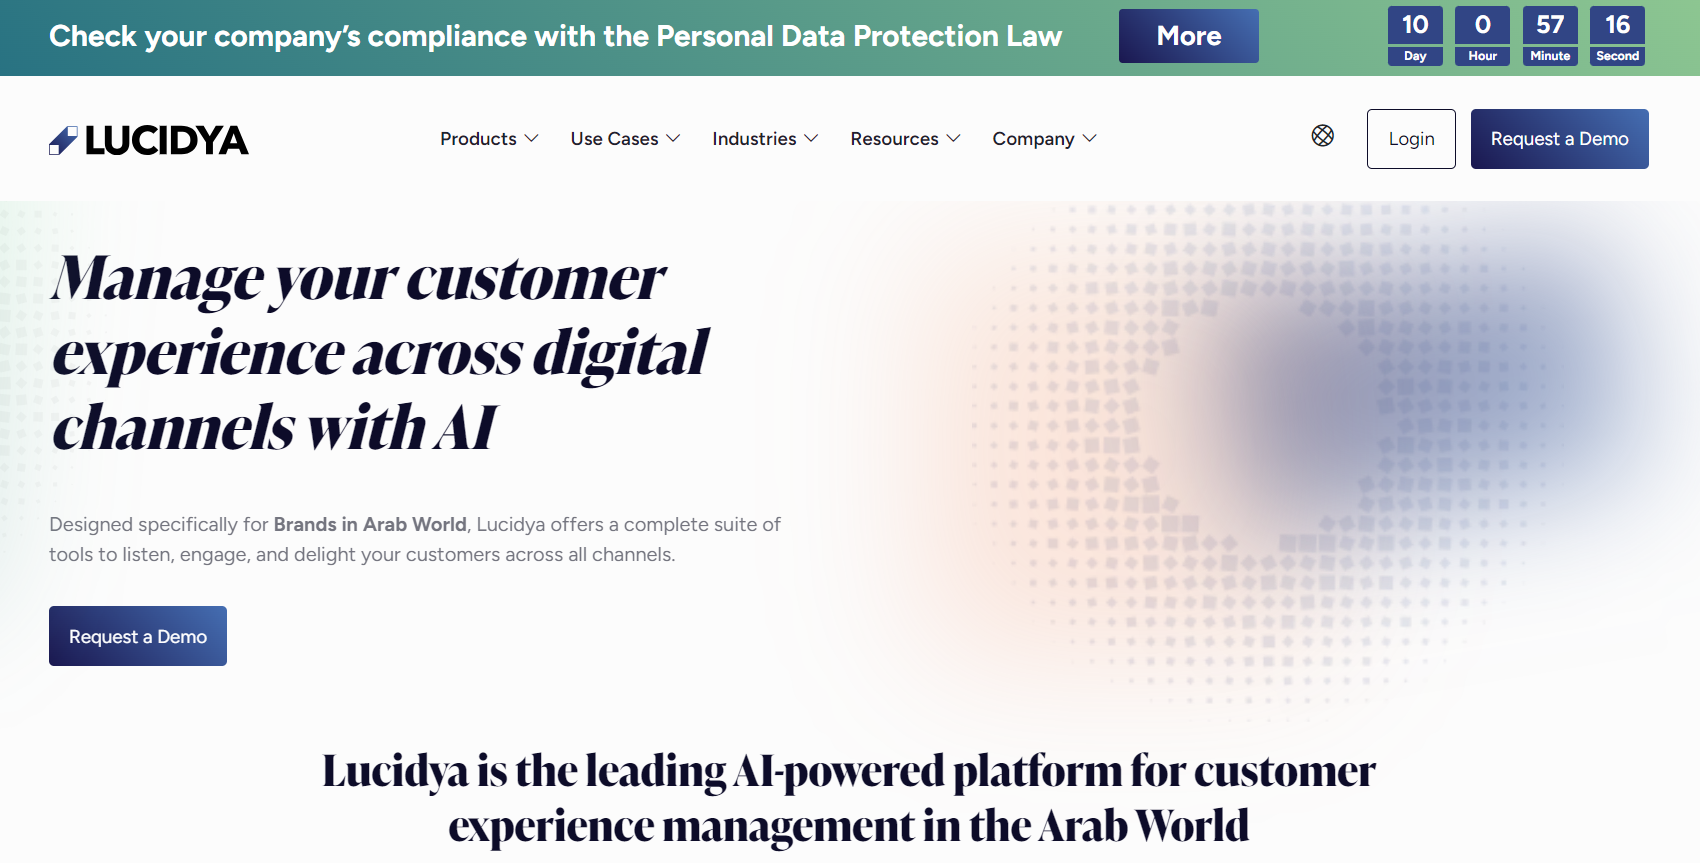 Check your company’s compliance with the Personal Data Protection Law
More
10 0 57 16
Day Hour Minute Second
LUCIDYA
Products Use Cases Industries Resources Company
Login
Request a Demo
Manage your customer
experience across digital
channels with AI
Designed specifically for Brands in Arab World, Lucidya offers a complete suite of
tools to listen, engage, and delight your customers across all channels.
Request a Demo
Lucidya is the leading AI-powered platform for customer
experience management in the Arab World